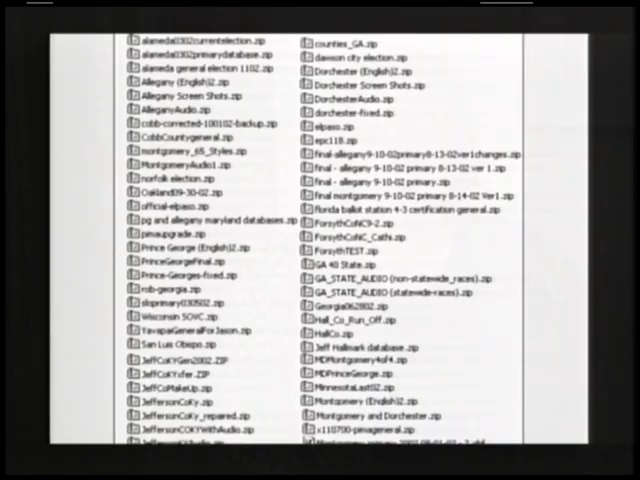 alameda0302currentelection.zip
alameda0302primarydatabase.zip
alameda general election 1102.zip
Allegany (English)2.zip
Allegany Screen Shots.zip
AlleganyAudio.zip
cobb-corrected-100102-backup.zip
CobbCountygeneral.zip
montgomery_65_Styles.zip
MontgomeryAudio1.zip
norfolk election.zip
Oakland09-30-02.zip
official-elpaso.zip
pg and allegany maryland databases.zip
pimaupgrade.zip
Prince George (English)2.zip
PrinceGeorgeFinal.zip
Prince-Georges-fixed.zip
rob-georgia.zip
sloprimary030502.zip
Wisconsin SOVC.zip
YavapaiGeneralForJason.zip
San Luis Obispo.zip
JeffCoKYGen2002.ZIP
JeffCoKYxfer.ZIP
JeffCoMakeUp.zip
JeffersonCoKy.zip
JeffersonCoKy_repaired.zip
JeffersonCOKYWithAudio.zip
counties_GA.zip
dawson city election.zip
Dorchester (English)2.zip
Dorchester Screen Shots.zip
DorchesterAudio.zip
dorchester-fixed.zip
elpaso.zip
epc118.zip
final-allegany9-10-02primary8-13-02ver1changes.zip
final - allegany 9-10-02 primary 8-13-02 ver 1.zip
final - allegany 9-10-02 primary.zip
final montgomery 9-10-02 primary 8-14-02 Ver1.zip
florida ballot station 4-3 certification general.zip
ForsythCoNC9-2.zip
ForsythCoNC_Cathi.zip
ForsythTEST.zip
GA 40 State.zip
GA_STATE_AUDIO (non-statewide_races).zip
GA_STATE_AUDIO (statewide-races).zip
Georgia062802.zip
Hall_Co_Run_Off.zip
HallCo.zip
Jeff Hallmark database.zip
MDMontgomery4of4.zip
MDPrinceGeorge.zip
MinnesotaLast02.zip
Montgomery (English)2.zip
Montgomery and Dorchester.zip
x110700-pimageneral.zip